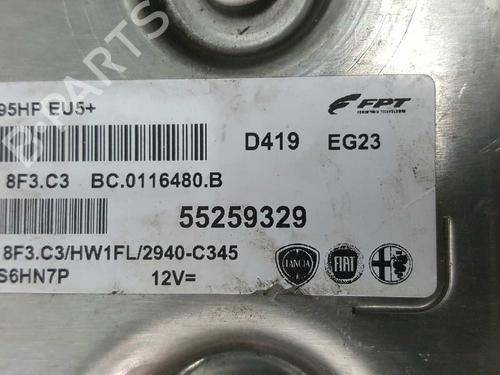 B-PARTS
95HP EU5+
FPT
D419 EG23
8F3.C3 BC.0116480.B
55259329
8F3.C3/HW1FL/2940-C345
S6HN7P 12V=
LANCIA FIAT